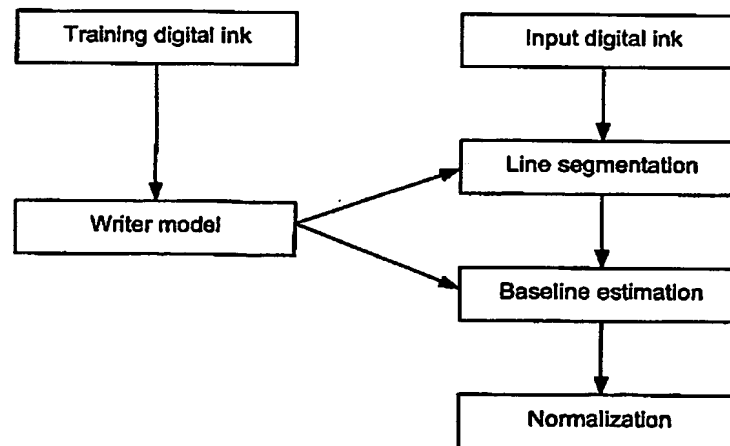 Training digital ink
Input digital ink
Line segmentation
Writer model
Baseline estimation
Normalization